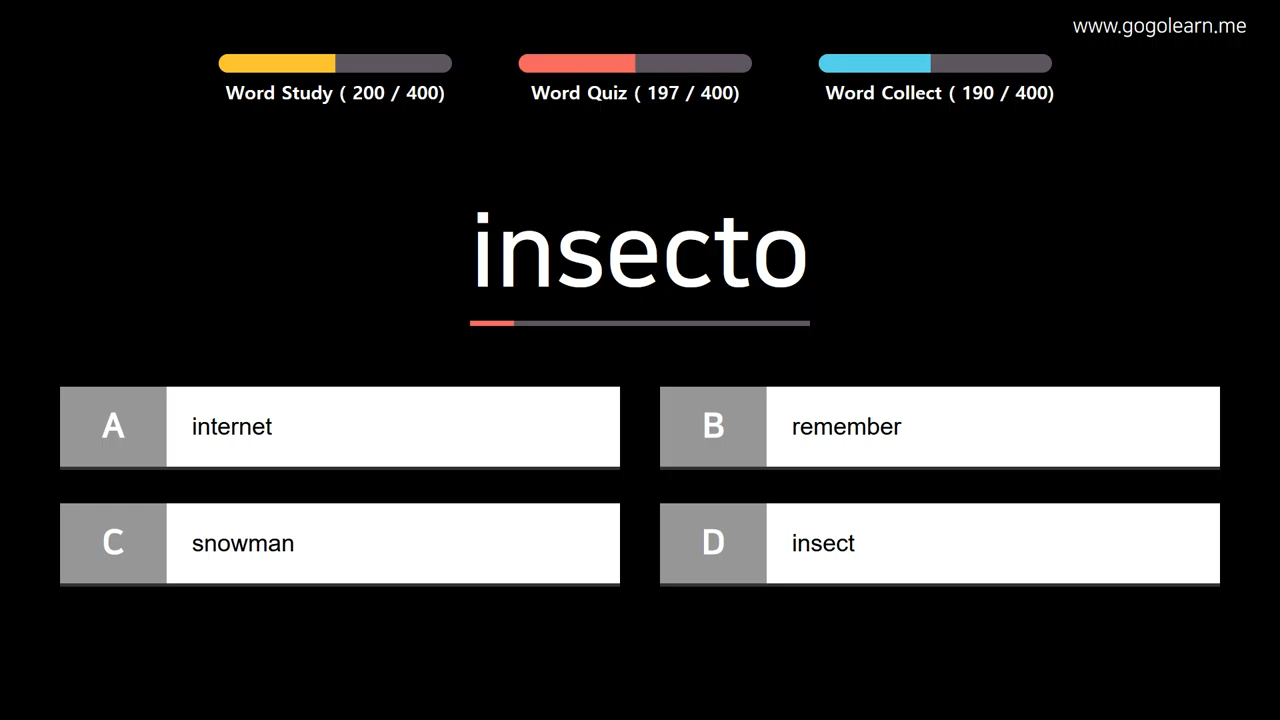 www.gogolearn.me
Word Study ( 200 / 400)
Word Quiz ( 197 / 400)
Word Collect ( 190 / 400)
insecto
A internet
B remember
C snowman
D insect